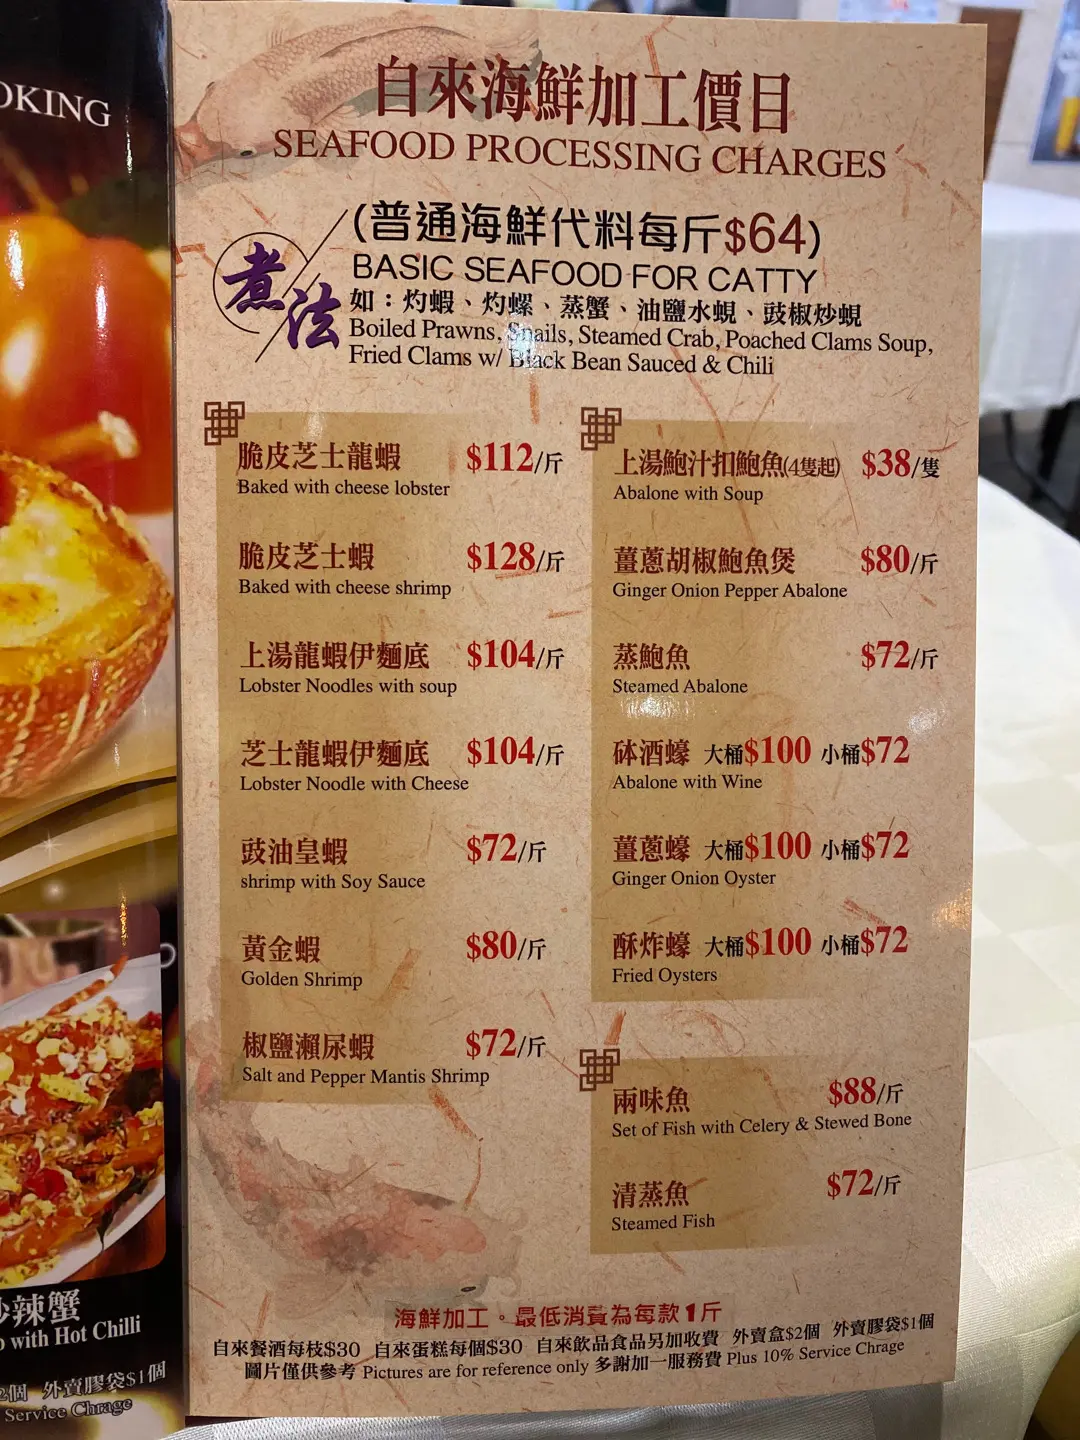 OKING
自來海鮮加工價目
SEAFOOD PROCESSING CHARGES
煮法
(普通海鮮代料每斤$64)
BASIC SEAFOOD FOR CATTY
如：灼蝦、灼螺、蒸蟹、油鹽水蜆、豉椒炒蜆
Boiled Prawns, Snails, Steamed Crab, Poached Clams Soup,
Fried Clams w/ Black Bean Sauced & Chili
脆皮芝士龍蝦 $112/斤
Baked with cheese lobster
脆皮芝士蝦 $128/斤
Baked with cheese shrimp
上湯龍蝦伊麵底 $104/斤
Lobster Noodles with soup
芝士龍蝦伊麵底 $104/斤
Lobster Noodle with Cheese
豉油皇蝦 $72/斤
shrimp with Soy Sauce
黃金蝦 $80/斤
Golden Shrimp
椒鹽瀨尿蝦 $72/斤
Salt and Pepper Mantis Shrimp
上湯鮑汁扣鮑魚(4隻起) $38/隻
Abalone with Soup
薑蔥胡椒鮑魚煲 $80/斤
Ginger Onion Pepper Abalone
蒸鮑魚 $72/斤
Steamed Abalone
砵酒蠔 大桶$100 小桶$72
Abalone with Wine
薑蔥蠔 大桶$100 小桶$72
Ginger Onion Oyster
酥炸蠔 大桶$100 小桶$72
Fried Oysters
兩味魚 $88/斤
Set of Fish with Celery & Stewed Bone
清蒸魚 $72/斤
Steamed Fish
海鮮加工。最低消費為每款1斤
自來餐酒每枝$30 自來蛋糕每個$30 自來飲品食品另加收費 外賣盒$2個 外賣膠袋$1個
圖片僅供參考 Pictures are for reference only 多謝加一服務費 Plus 10% Service Chrage
辣蟹
with Hot Chilli
個 外賣膠袋$1個
Service Chrage